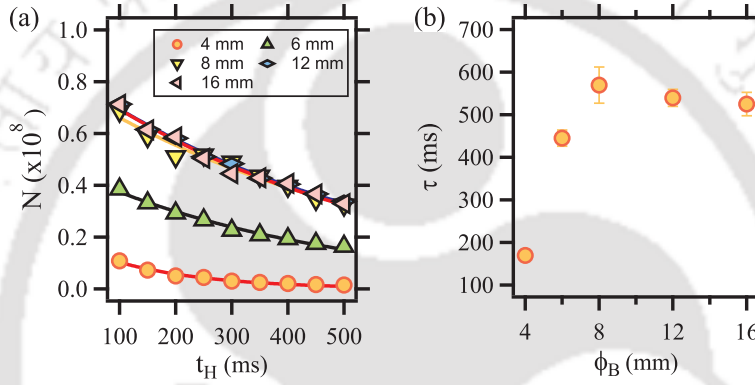 (a)
N (x10⁸)
1.0
0.8
0.6
0.4
0.2
0.0
4 mm 6 mm
8 mm 12 mm
16 mm
100 200 300 400 500
t_H (ms)
(b)
τ (ms)
700
600
500
400
300
200
100
4 8 12 16
ϕ_B (mm)